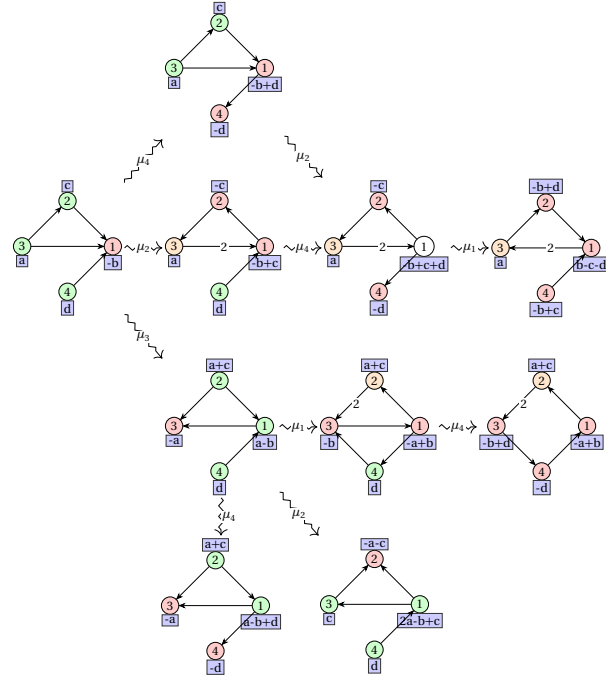 c
2
3 1
a -b+d
4
-d
μ4 μ2
c -c -c -b+d
2 2 2 2
3 1 μ2 3 2 1 μ4 3 2 1 μ1 3 2 1
a -b a -b+c a -b+c+d a b-c-d
4 4 4 4
d d -d -b+c
μ3
a+c a+c a+c
2 2 2
2 2
3 1 μ1 3 1 μ4 3 1
-a a-b -b -a+b -b+d -a+b
4 4 4
d d -d
μ4 μ2
a+c -a-c
2 2
3 1 3 1
-a a-b+d c 2a-b+c
4 4
-d d